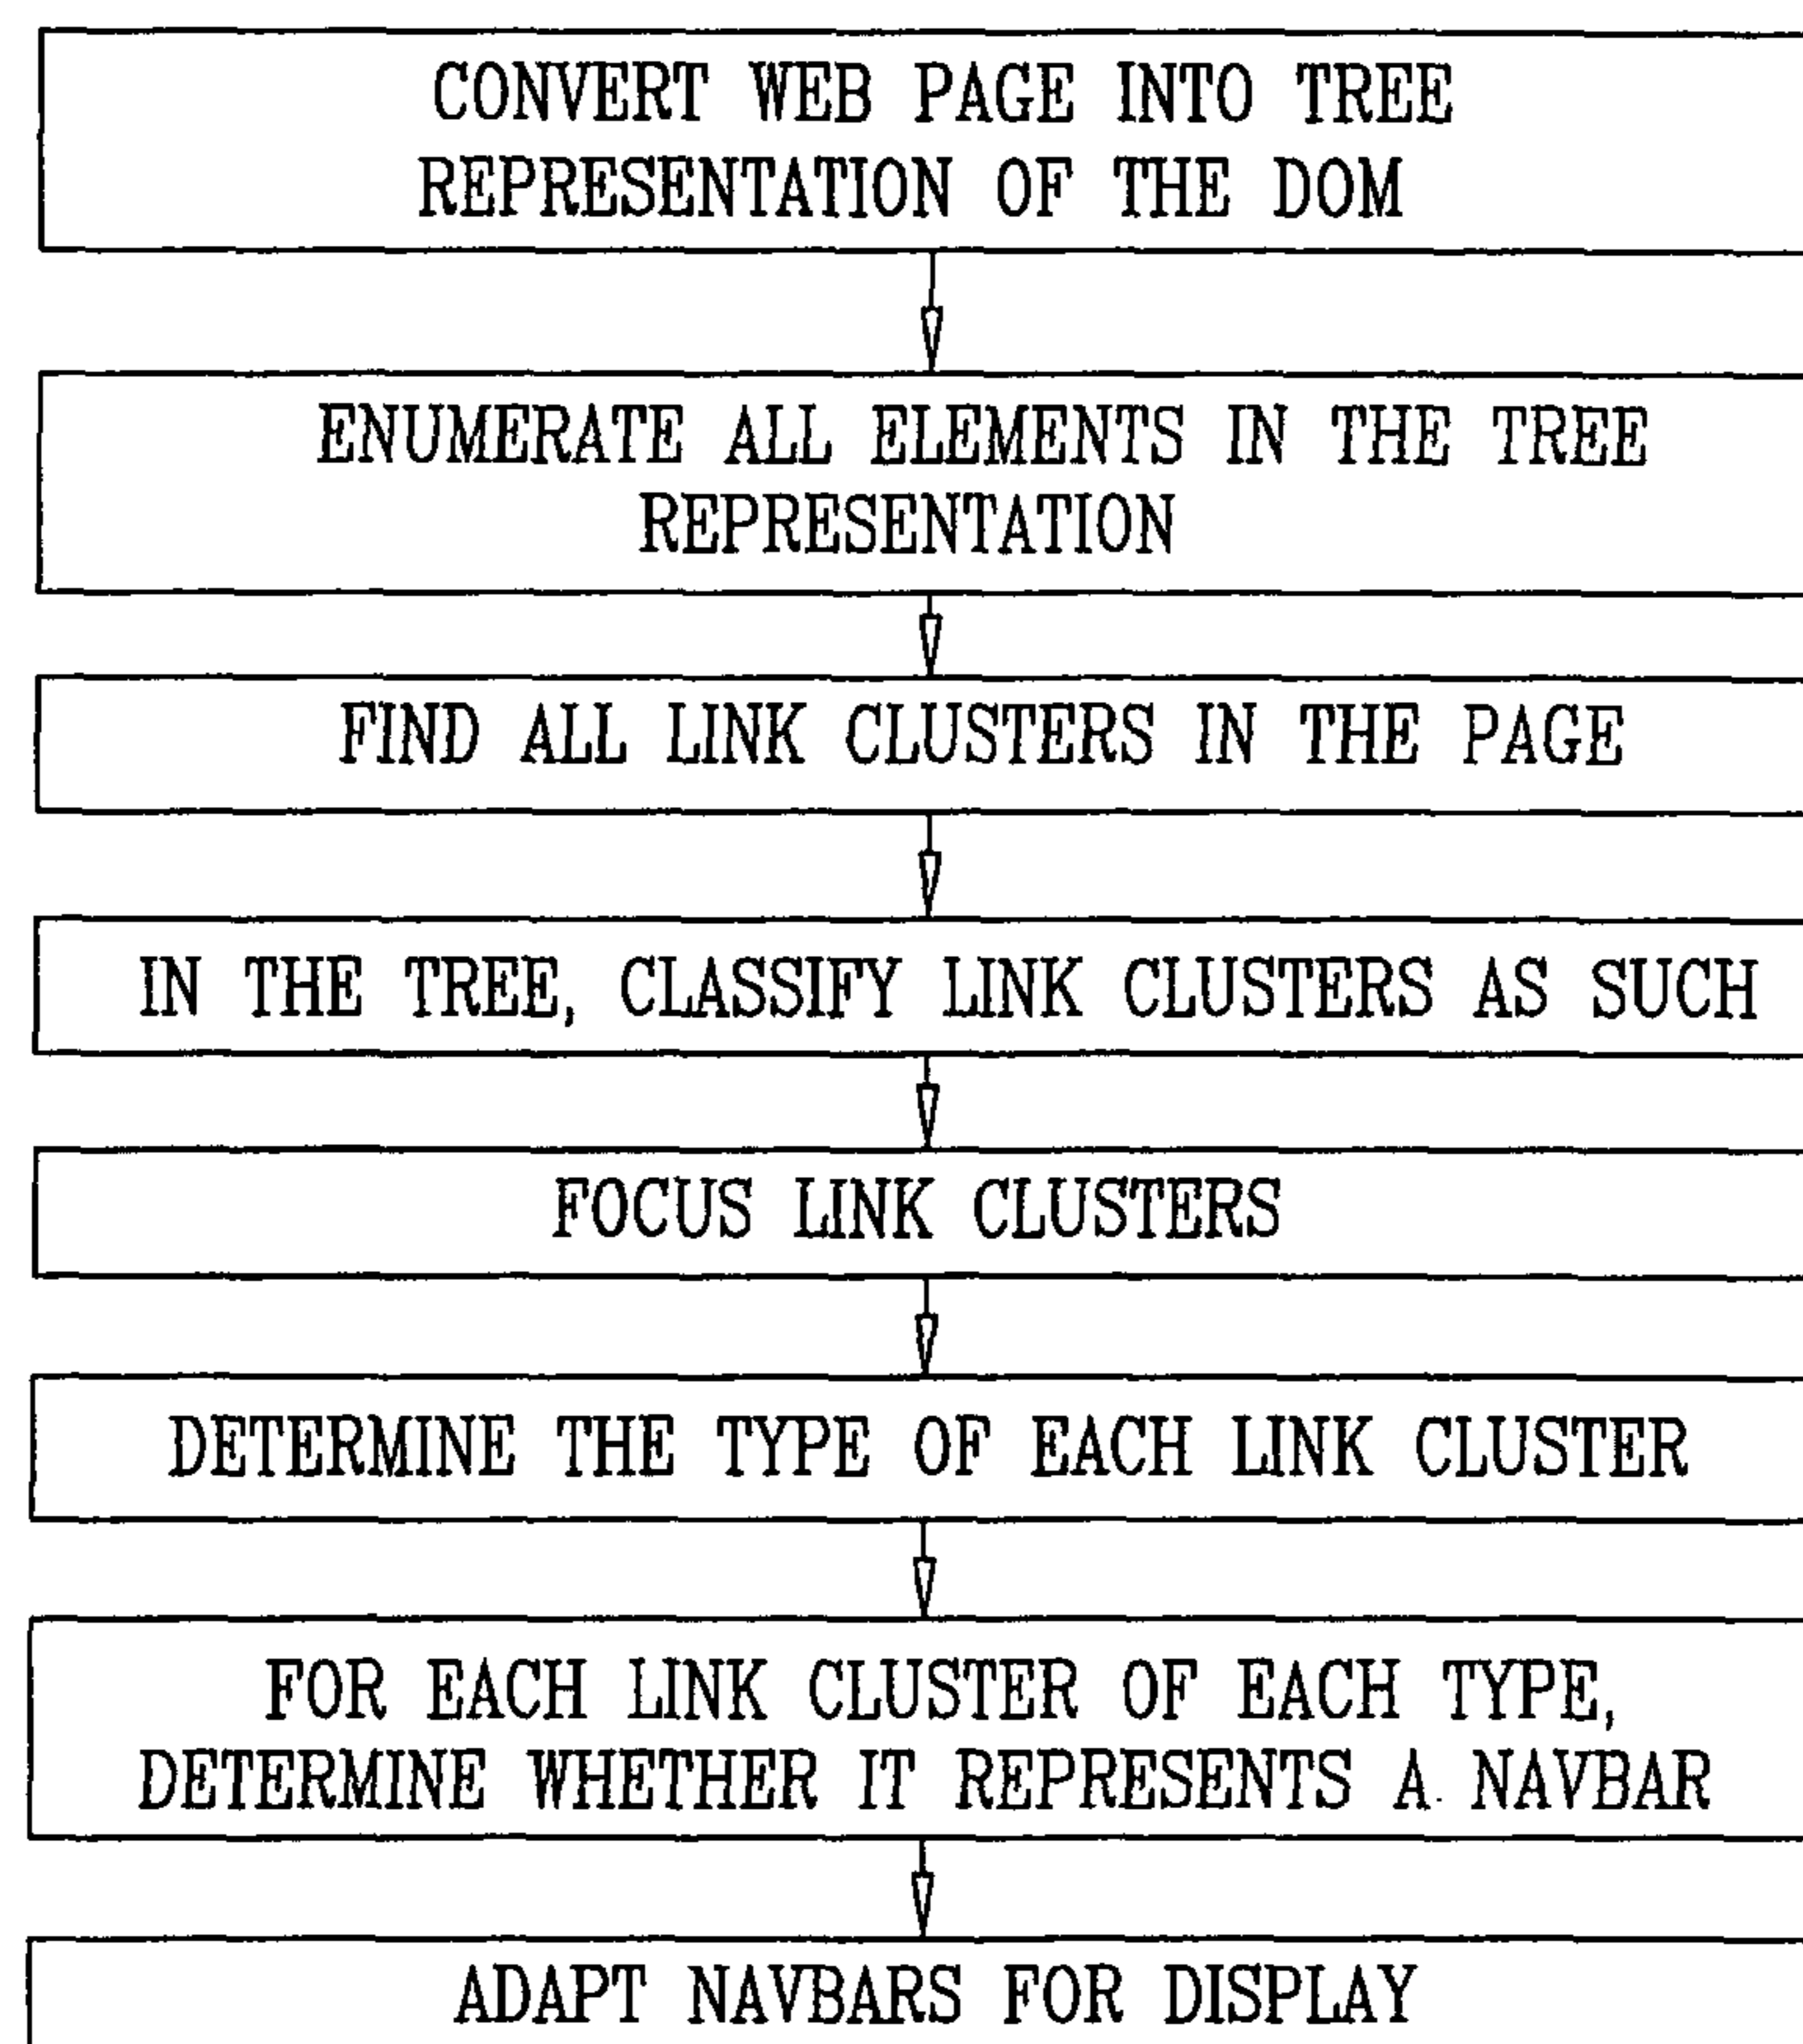 CONVERT WEB PAGE INTO TREE
REPRESENTATION OF THE DOM
ENUMERATE ALL ELEMENTS IN THE TREE
REPRESENTATION
FIND ALL LINK CLUSTERS IN THE PAGE
IN THE TREE, CLASSIFY LINK CLUSTERS AS SUCH
FOCUS LINK CLUSTERS
DETERMINE THE TYPE OF EACH LINK CLUSTER
FOR EACH LINK CLUSTER OF EACH TYPE,
DETERMINE WHETHER IT REPRESENTS A NAVBAR
ADAPT NAVBARS FOR DISPLAY